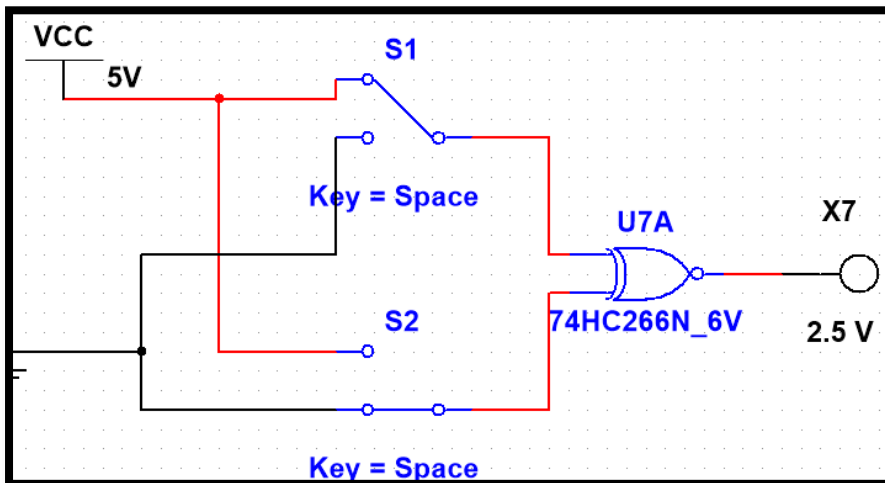 VCC
5V
S1
Key = Space
U7A
X7
74HC266N_6V
2.5 V
S2
Key = Space